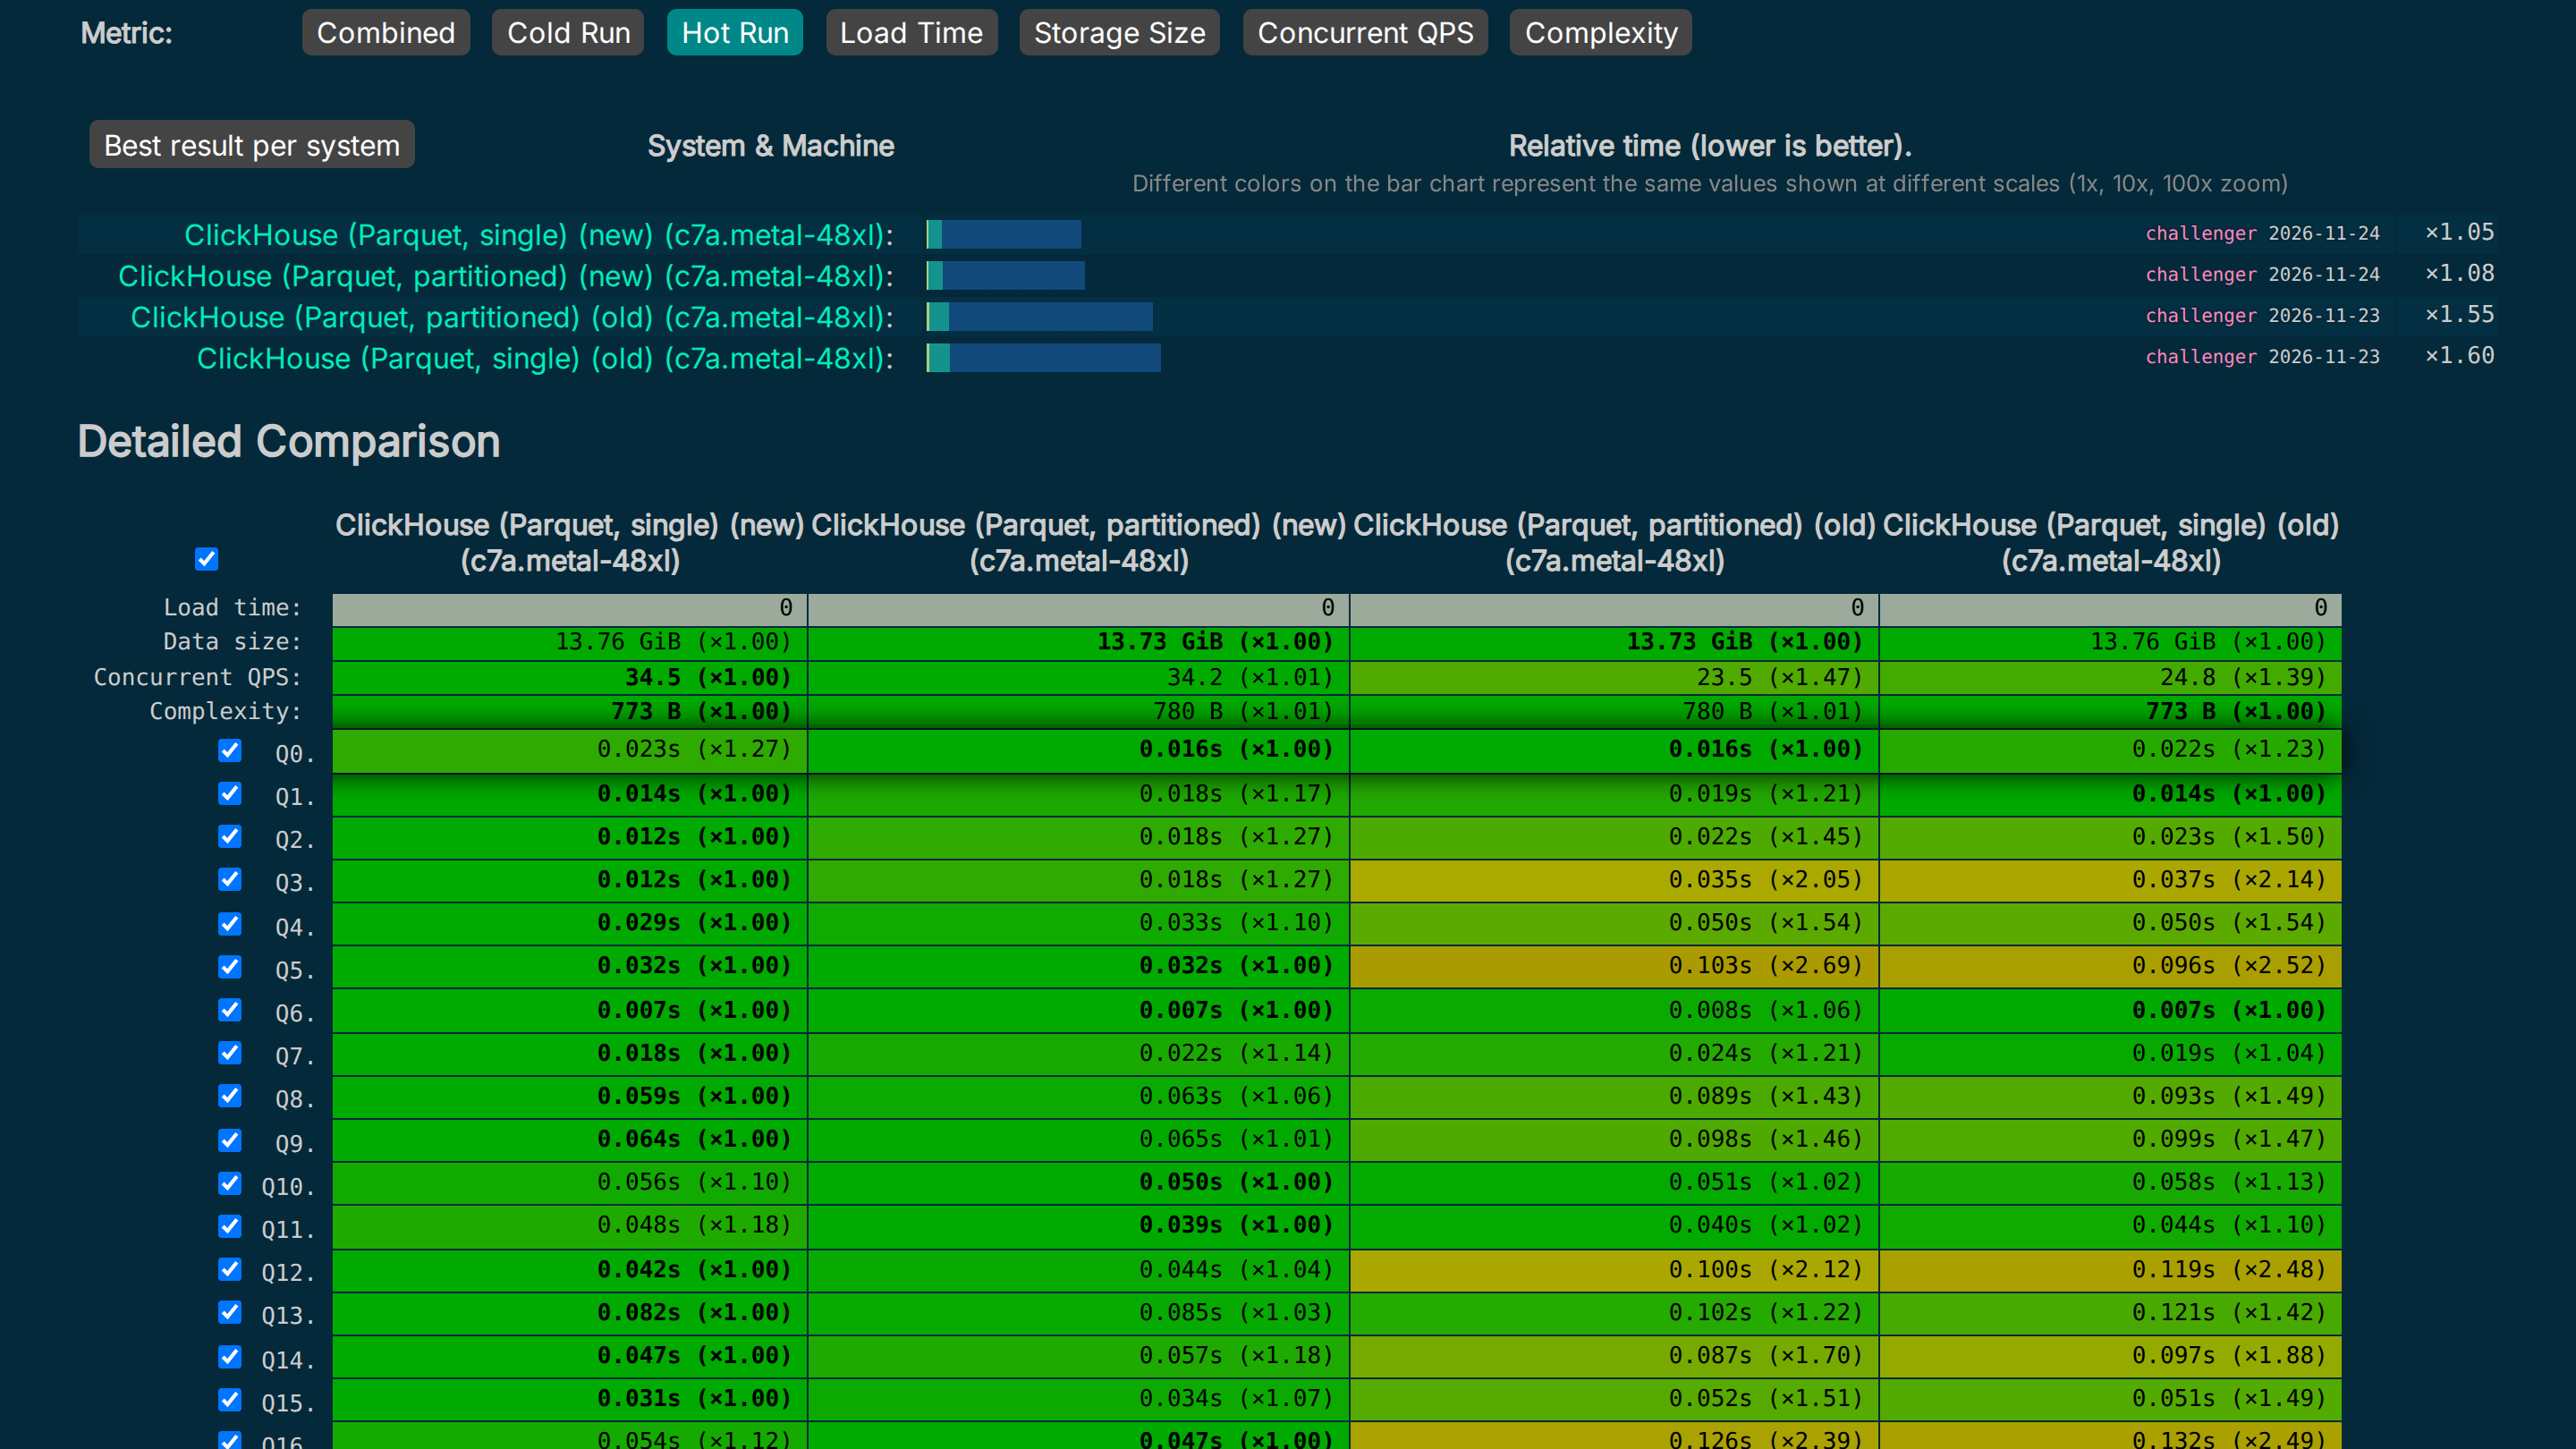 Metric: Combined Cold Run Hot Run Load Time Storage Size Concurrent QPS Complexity
Best result per system System & Machine Relative time (lower is better).
Different colors on the bar chart represent the same values shown at different scales (1x, 10x, 100x zoom)
ClickHouse (Parquet, single) (new) (c7a.metal-48xl): challenger 2026-11-24 ×1.05
ClickHouse (Parquet, partitioned) (new) (c7a.metal-48xl): challenger 2026-11-24 ×1.08
ClickHouse (Parquet, partitioned) (old) (c7a.metal-48xl): challenger 2026-11-23 ×1.55
ClickHouse (Parquet, single) (old) (c7a.metal-48xl): challenger 2026-11-23 ×1.60
Detailed Comparison
ClickHouse (Parquet, single) (new) ClickHouse (Parquet, partitioned) (new) ClickHouse (Parquet, partitioned) (old) ClickHouse (Parquet, single) (old)
(c7a.metal-48xl) (c7a.metal-48xl) (c7a.metal-48xl) (c7a.metal-48xl)
Load time: 0 0 0 0
Data size: 13.76 GiB (×1.00) 13.73 GiB (×1.00) 13.73 GiB (×1.00) 13.76 GiB (×1.00)
Concurrent QPS: 34.5 (×1.00) 34.2 (×1.01) 23.5 (×1.47) 24.8 (×1.39)
Complexity: 773 B (×1.00) 780 B (×1.01) 780 B (×1.01) 773 B (×1.00)
Q0. 0.023s (×1.27) 0.016s (×1.00) 0.016s (×1.00) 0.022s (×1.23)
Q1. 0.014s (×1.00) 0.018s (×1.17) 0.019s (×1.21) 0.014s (×1.00)
Q2. 0.012s (×1.00) 0.018s (×1.27) 0.022s (×1.45) 0.023s (×1.50)
Q3. 0.012s (×1.00) 0.018s (×1.27) 0.035s (×2.05) 0.037s (×2.14)
Q4. 0.029s (×1.00) 0.033s (×1.10) 0.050s (×1.54) 0.050s (×1.54)
Q5. 0.032s (×1.00) 0.032s (×1.00) 0.103s (×2.69) 0.096s (×2.52)
Q6. 0.007s (×1.00) 0.007s (×1.00) 0.008s (×1.06) 0.007s (×1.00)
Q7. 0.018s (×1.00) 0.022s (×1.14) 0.024s (×1.21) 0.019s (×1.04)
Q8. 0.059s (×1.00) 0.063s (×1.06) 0.089s (×1.43) 0.093s (×1.49)
Q9. 0.064s (×1.00) 0.065s (×1.01) 0.098s (×1.46) 0.099s (×1.47)
Q10. 0.056s (×1.10) 0.050s (×1.00) 0.051s (×1.02) 0.058s (×1.13)
Q11. 0.048s (×1.18) 0.039s (×1.00) 0.040s (×1.02) 0.044s (×1.10)
Q12. 0.042s (×1.00) 0.044s (×1.04) 0.100s (×2.12) 0.119s (×2.48)
Q13. 0.082s (×1.00) 0.085s (×1.03) 0.102s (×1.22) 0.121s (×1.42)
Q14. 0.047s (×1.00) 0.057s (×1.18) 0.087s (×1.70) 0.097s (×1.88)
Q15. 0.031s (×1.00) 0.034s (×1.07) 0.052s (×1.51) 0.051s (×1.49)
Q16. 0.054s (×1.12) 0.047s (×1.00) 0.126s (×2.39) 0.132s (×2.49)